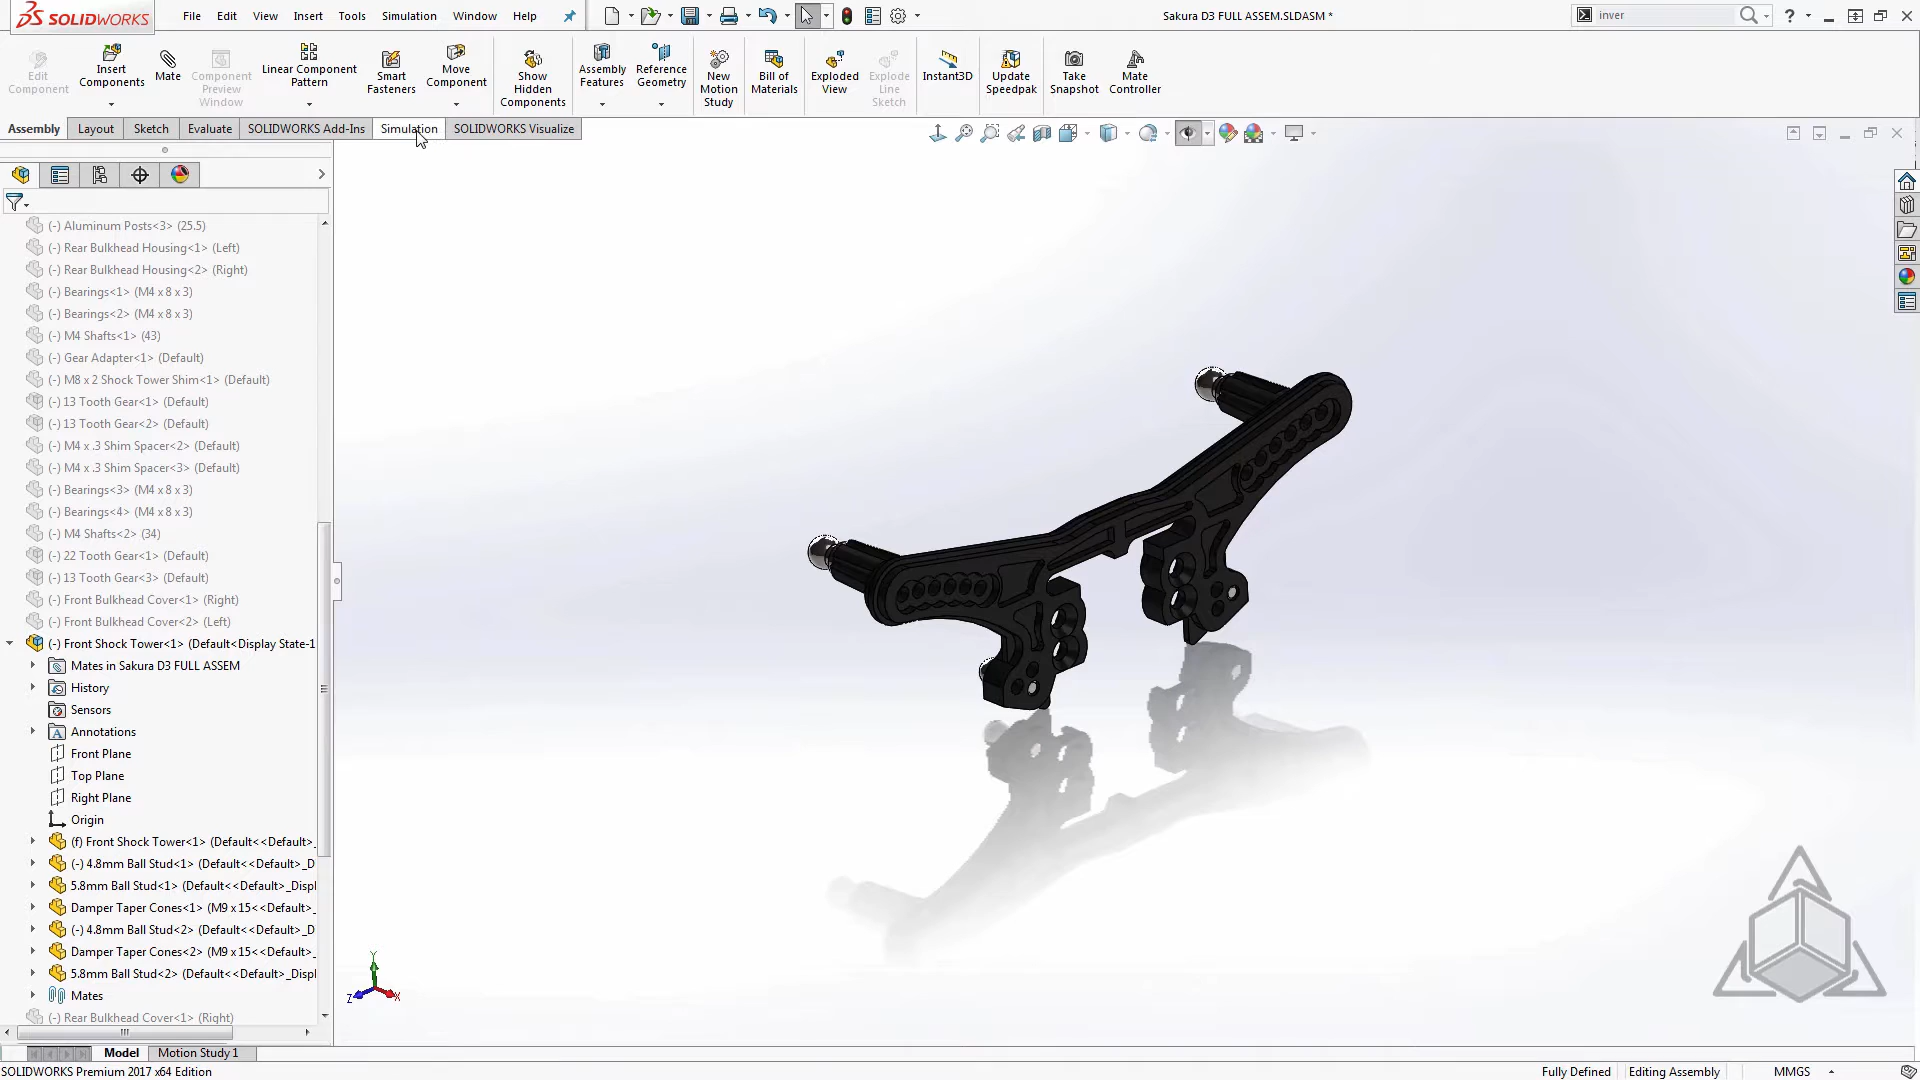 SOLIDWORKS
File Edit View Insert Tools Simulation Window Help
Sakura D3 FULL ASSEM.SLDASM *
inver
Edit Component
Insert Components
Mate
Component Preview Window
Linear Component Pattern
Smart Fasteners
Move Component
Show Hidden Components
Assembly Features
Reference Geometry
New Motion Study
Bill of Materials
Exploded View
Explode Line Sketch
Instant3D
Update Speedpak
Take Snapshot
Mate Controller
Assembly Layout Sketch Evaluate SOLIDWORKS Add-Ins Simulation SOLIDWORKS Visualize
(-) Aluminum Posts<3> (25.5)
(-) Rear Bulkhead Housing<1> (Left)
(-) Rear Bulkhead Housing<2> (Right)
(-) Bearings<1> (M4 x 8 x 3)
(-) Bearings<2> (M4 x 8 x 3)
(-) M4 Shafts<1> (43)
(-) Gear Adapter<1> (Default)
(-) M8 x 2 Shock Tower Shim<1> (Default)
(-) 13 Tooth Gear<1> (Default)
(-) 13 Tooth Gear<2> (Default)
(-) M4 x .3 Shim Spacer<2> (Default)
(-) M4 x .3 Shim Spacer<3> (Default)
(-) Bearings<3> (M4 x 8 x 3)
(-) Bearings<4> (M4 x 8 x 3)
(-) M4 Shafts<2> (34)
(-) 22 Tooth Gear<1> (Default)
(-) 13 Tooth Gear<3> (Default)
(-) Front Bulkhead Cover<1> (Right)
(-) Front Bulkhead Cover<2> (Left)
(-) Front Shock Tower<1> (Default<Display State-1
Mates in Sakura D3 FULL ASSEM
History
Sensors
Annotations
Front Plane
Top Plane
Right Plane
Origin
(f) Front Shock Tower<1> (Default<<Default>_
(-) 4.8mm Ball Stud<1> (Default<<Default>_D
5.8mm Ball Stud<1> (Default<<Default>_Displ
Damper Taper Cones<1> (M9 x 15<<Default>_
(-) 4.8mm Ball Stud<2> (Default<<Default>_D
Damper Taper Cones<2> (M9 x 15<<Default>_
5.8mm Ball Stud<2> (Default<<Default>_Displ
Mates
(-) Rear Bulkhead Cover<1> (Right)
Y
Z X
Model Motion Study 1
SOLIDWORKS Premium 2017 x64 Edition
Fully Defined Editing Assembly MMGS